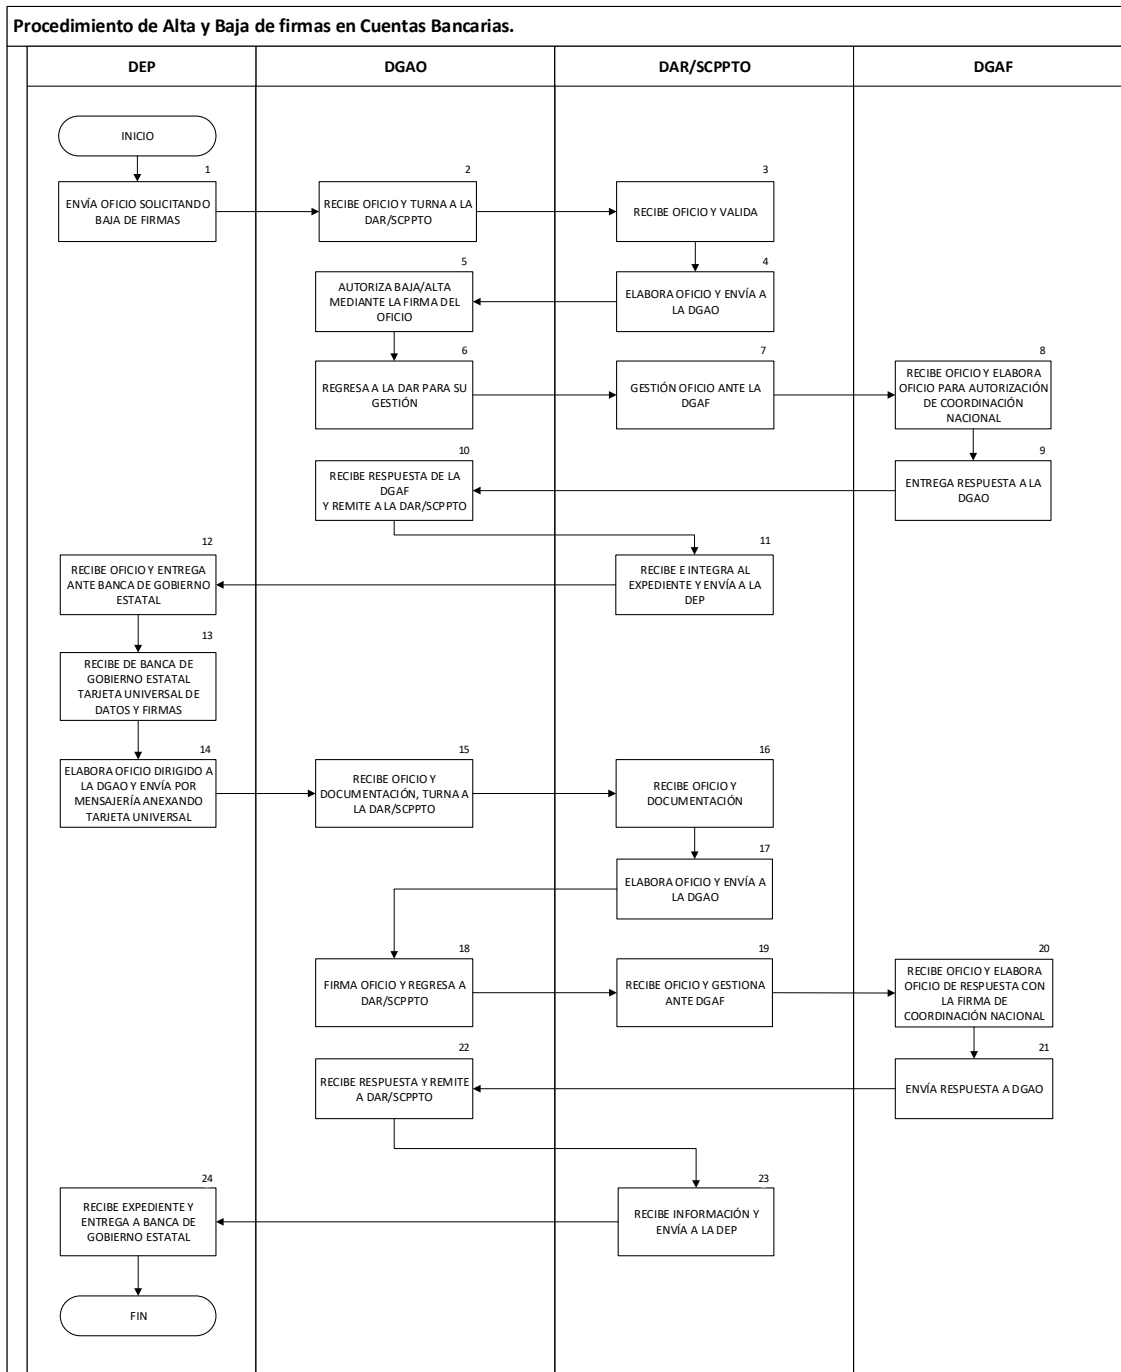 Procedimiento de Alta y Baja de firmas en Cuentas Bancarias.
DEP
DGAO
DAR/SCPPTO
DGAF
INICIO
1
ENVÍA OFICIO SOLICITANDO
BAJA DE FIRMAS
2
RECIBE OFICIO Y TURNA A LA
DAR/SCPPTO
3
RECIBE OFICIO Y VALIDA
4
ELABORA OFICIO Y ENVÍA A
LA DGAO
5
AUTORIZA BAJA/ALTA
MEDIANTE LA FIRMA DEL
OFICIO
6
REGRESA A LA DAR PARA SU
GESTIÓN
7
GESTIÓN OFICIO ANTE LA
DGAF
8
RECIBE OFICIO Y ELABORA
OFICIO PARA AUTORIZACIÓN
DE COORDINACIÓN
NACIONAL
9
ENTREGA RESPUESTA A LA
DGAO
10
RECIBE RESPUESTA DE LA
DGAF
Y REMITE A LA DAR/SCPPTO
11
RECIBE E INTEGRA AL
EXPEDIENTE Y ENVÍA A LA
DEP
12
RECIBE OFICIO Y ENTREGA
ANTE BANCA DE GOBIERNO
ESTATAL
13
RECIBE DE BANCA DE
GOBIERNO ESTATAL
TARJETA UNIVERSAL DE
DATOS Y FIRMAS
14
ELABORA OFICIO DIRIGIDO A
LA DGAO Y ENVÍA POR
MENSAJERÍA ANEXANDO
TARJETA UNIVERSAL
15
RECIBE OFICIO Y
DOCUMENTACIÓN, TURNA A
LA DAR/SCPPTO
16
RECIBE OFICIO Y
DOCUMENTACIÓN
17
ELABORA OFICIO Y ENVÍA A
LA DGAO
18
FIRMA OFICIO Y REGRESA A
DAR/SCPPTO
19
RECIBE OFICIO Y GESTIONA
ANTE DGAF
20
RECIBE OFICIO Y ELABORA
OFICIO DE RESPUESTA CON
LA FIRMA DE
COORDINACIÓN NACIONAL
21
ENVÍA RESPUESTA A DGAO
22
RECIBE RESPUESTA Y REMITE
A DAR/SCPPTO
23
RECIBE INFORMACIÓN Y
ENVÍA A LA DEP
24
RECIBE EXPEDIENTE Y
ENTREGA A BANCA DE
GOBIERNO ESTATAL
FIN